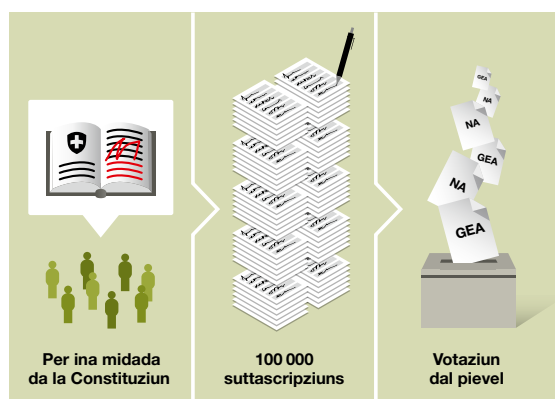 GEA
NA
NA
GEA
NA
GEA
Per ina midada
da la Constituziun
100 000
suttascripziuns
Votaziun
dal pievel